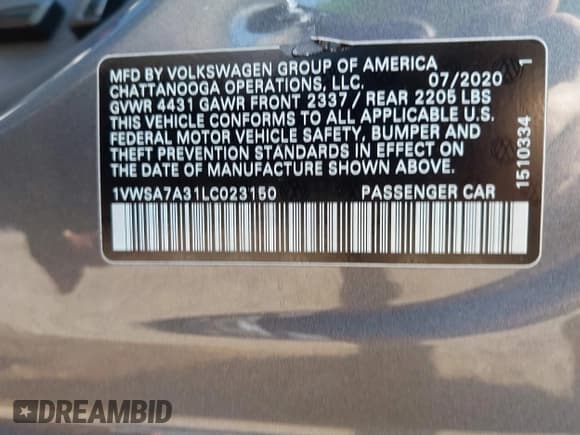 MFD BY VOLKSWAGEN GROUP OF AMERICA
CHATTANOOGA OPERATIONS, LLC. 07/2020
GVWR 4431 GAWR FRONT 2337 / REAR 2205 LBS
THIS VEHICLE CONFORMS TO ALL APPLICABLE U.S.
FEDERAL MOTOR VEHICLE SAFETY, BUMPER AND
THEFT PREVENTION STANDARDS IN EFFECT ON
THE DATE OF MANUFACTURE SHOWN ABOVE.
1VWSA7A31LC023150 PASSENGER CAR
1510334 1
DREAMBID